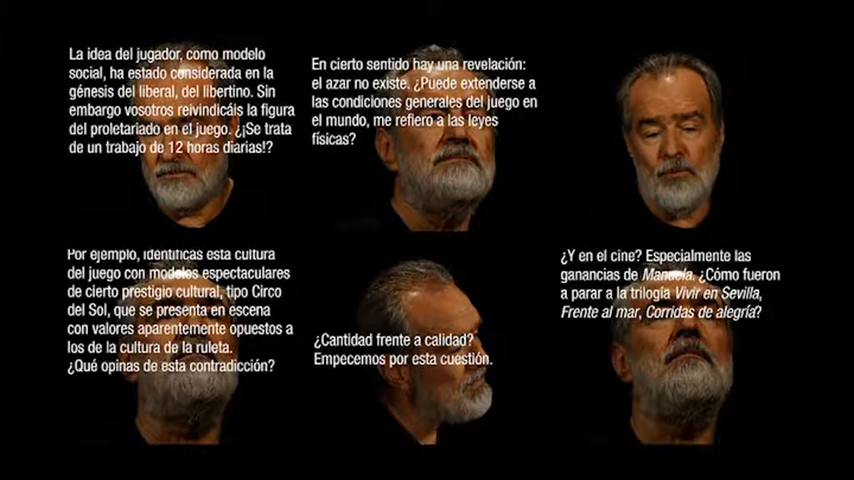 La idea del jugador, como modelo
social, ha estado considerada en la
génesis del liberal, del libertino. Sin
embargo vosotros reivindicáis la figura
del proletariado en el juego. ¿¡Se trata
de un trabajo de 12 horas diarias!?
En cierto sentido hay una revelación:
el azar no existe. ¿Puede extenderse a
las condiciones generales del juego en
el mundo, me refiero a las leyes
físicas?
Por ejemplo, identificas esta cultura
del juego con modelos espectaculares
de cierto prestigio cultural, tipo Circo
del Sol, que se presenta en escena
con valores aparentemente opuestos a
los de la cultura de la ruleta.
¿Qué opinas de esta contradicción?
¿Cantidad frente a calidad?
Empecemos por esta cuestión.
¿Y en el cine? Especialmente las
ganancias de Manuela. ¿Cómo fueron
a parar a la trilogía Vivir en Sevilla,
Frente al mar, Corridas de alegría?